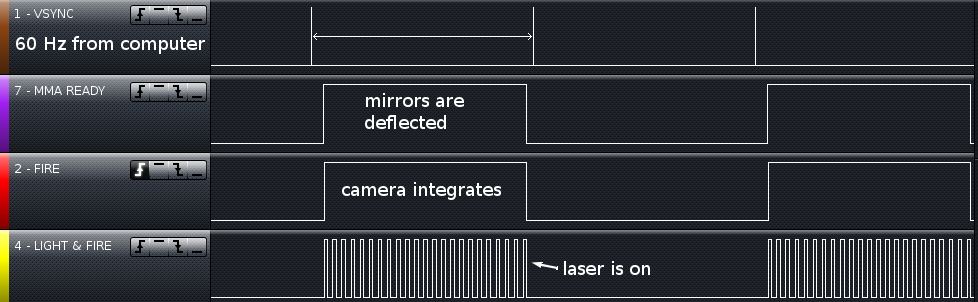 1 - VSYNC
60 Hz from computer
7 - MMA READY
mirrors are
deflected
2 - FIRE
camera integrates
4 - LIGHT & FIRE
laser is on